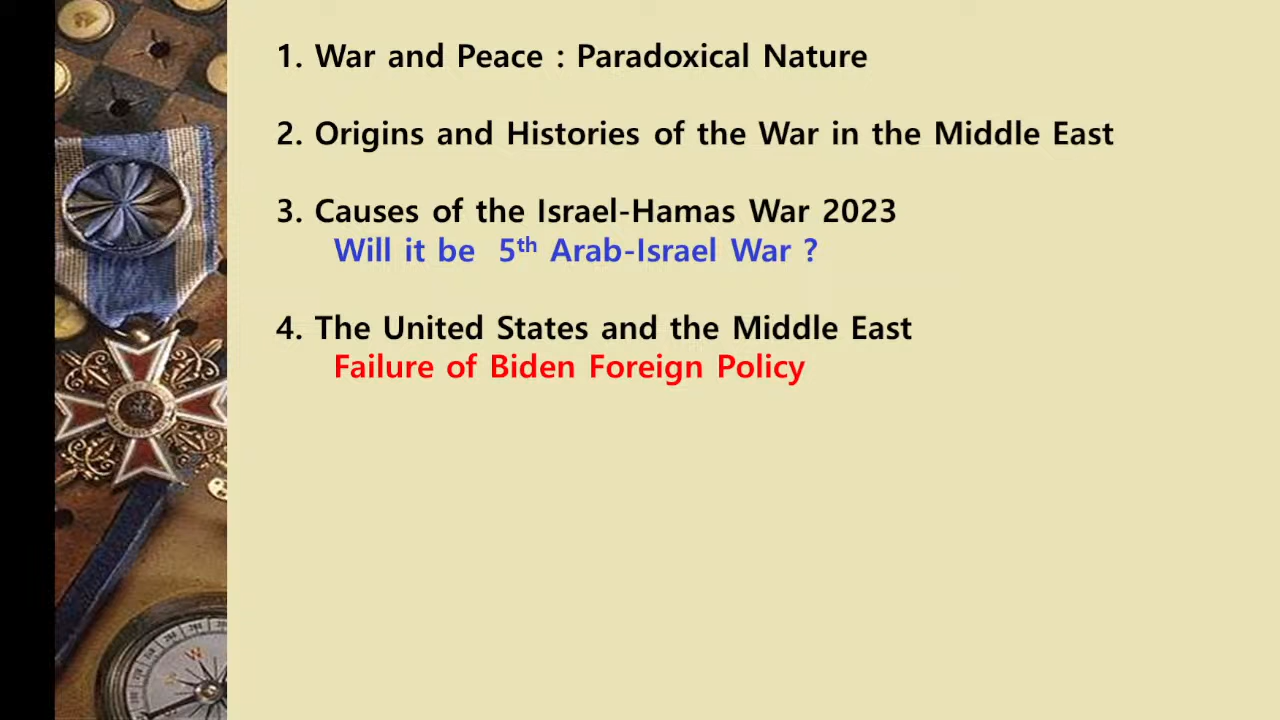 1. War and Peace : Paradoxical Nature
2. Origins and Histories of the War in the Middle East
3. Causes of the Israel-Hamas War 2023
Will it be 5th Arab-Israel War ?
4. The United States and the Middle East
Failure of Biden Foreign Policy